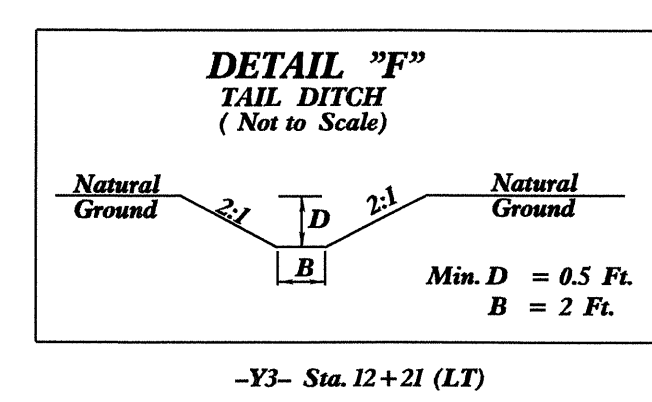 DETAIL "F"
TAIL DITCH
( Not to Scale)
Natural
Ground
2:1
D
2:1
Natural
Ground
B
Min. D = 0.5 Ft.
B = 2 Ft.
-Y3- Sta. 12+21 (LT)